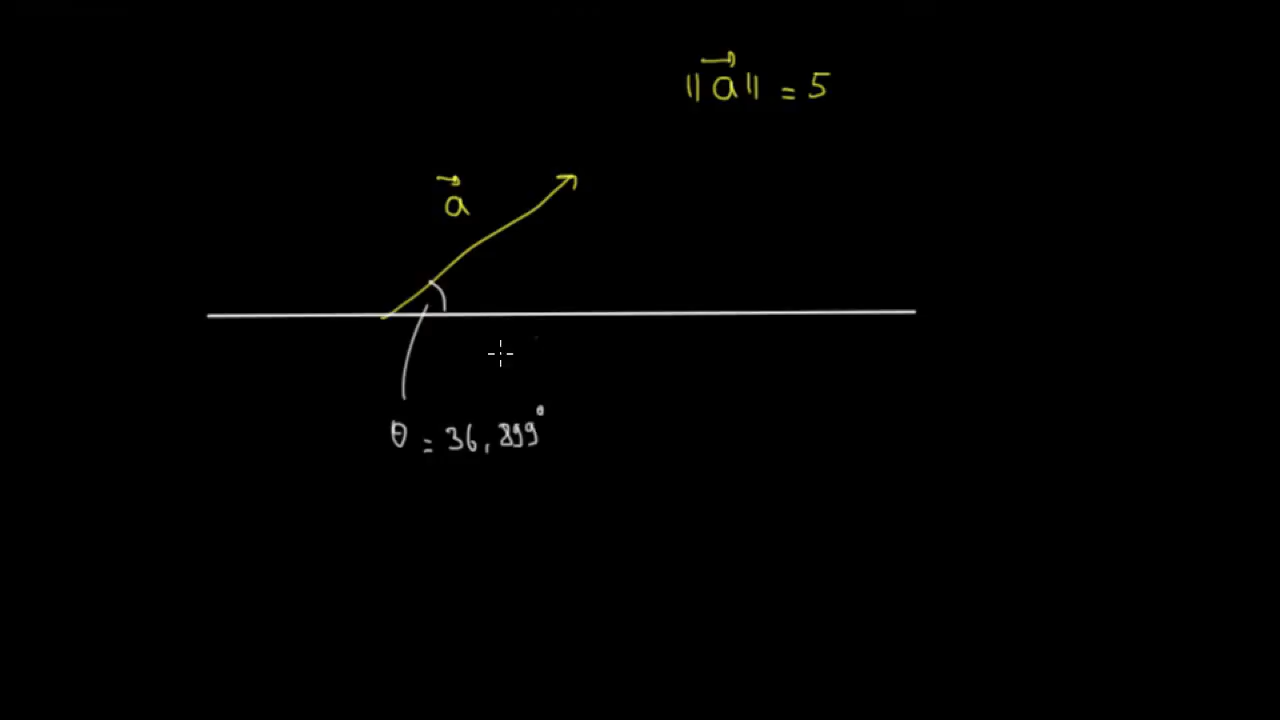 ‖a⃗‖ = 5
a⃗
θ = 36,899°